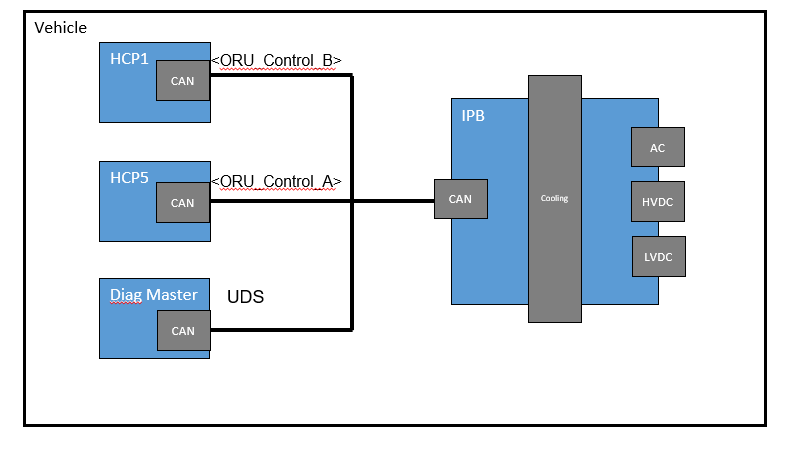 Vehicle
HCP1
CAN
<ORU_Control_B>
HCP5
CAN
<ORU_Control_A>
Diag Master
CAN
UDS
IPB
CAN
Cooling
AC
HVDC
LVDC